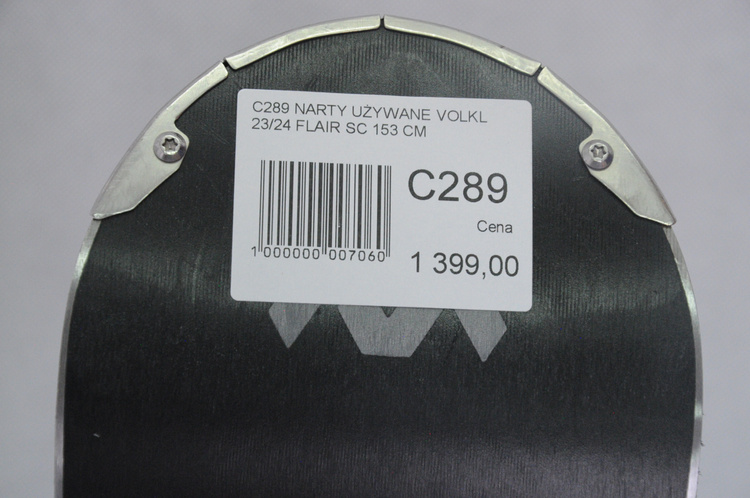 C289 NARTY UŻYWANE VOLKL
23/24 FLAIR SC 153 CM
C289
Cena
1 399,00
1 000000 007060